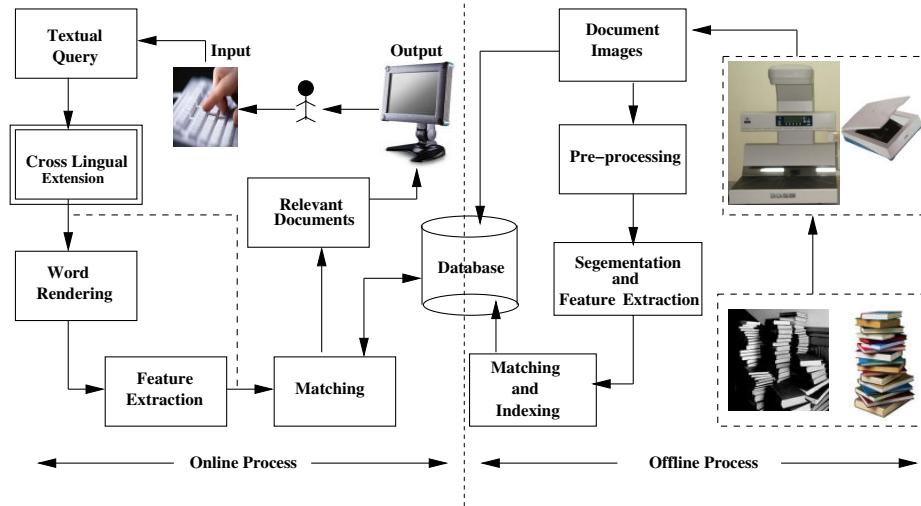 Textual
Query
Input
Output
Cross Lingual
Extension
Relevant
Documents
Word
Rendering
Feature
Extraction
Matching
Database
Document
Images
Pre-processing
Segementation
and
Feature Extraction
Matching
and
Indexing
Online Process
Offline Process